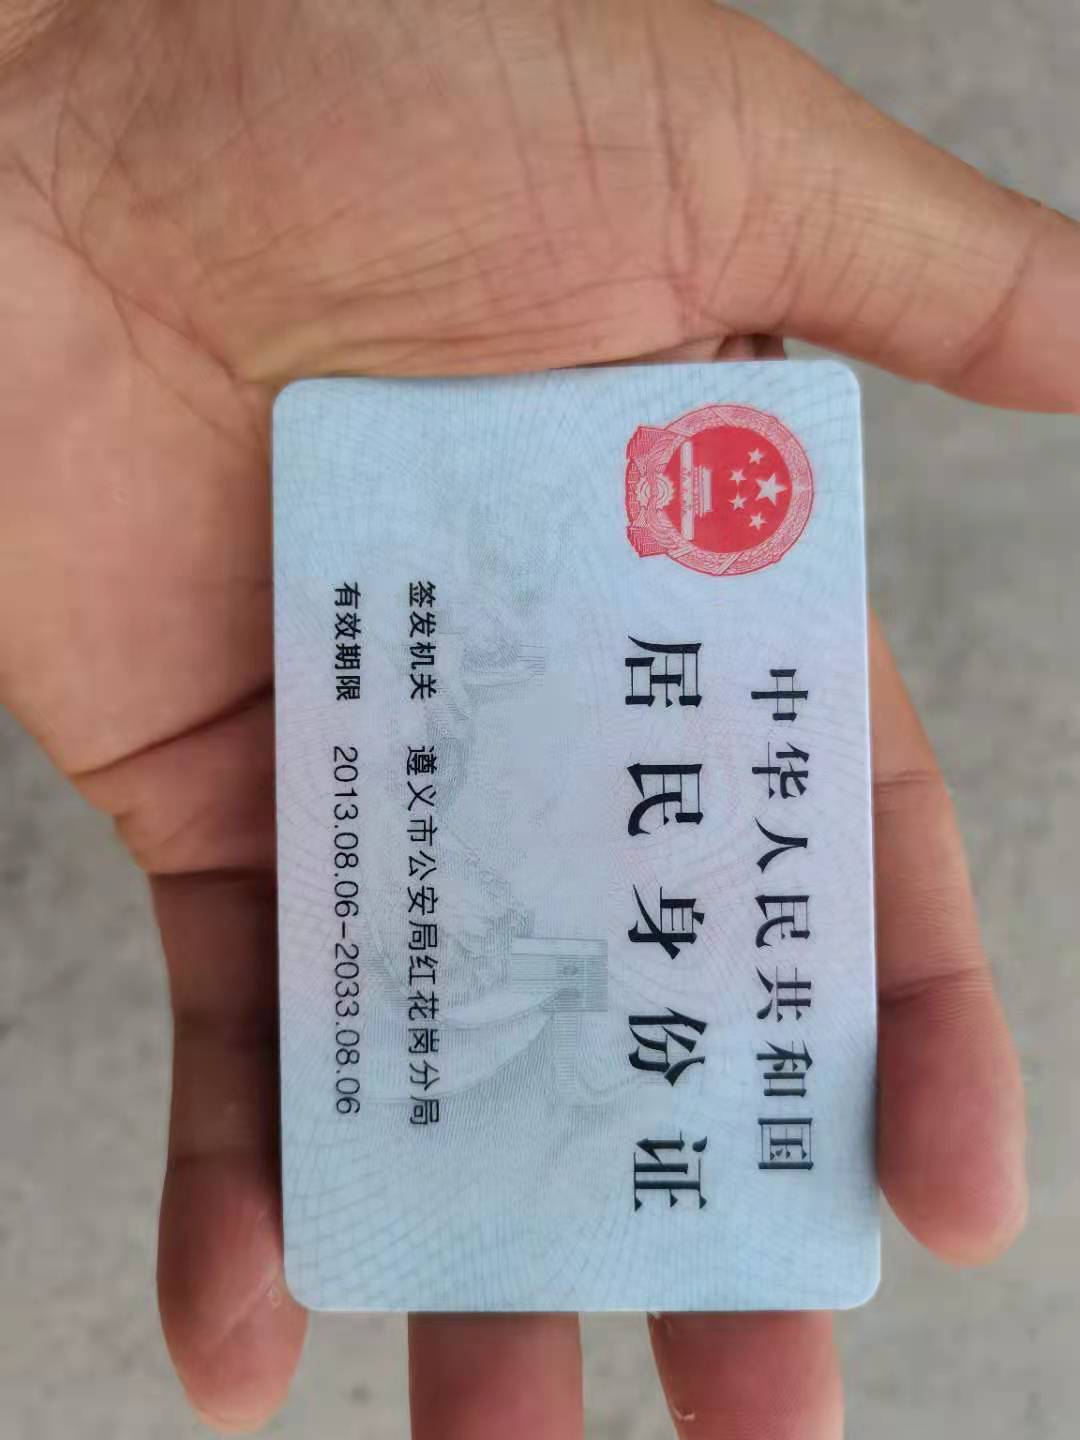 中华人民共和国
居民身份证
签发机关 遵义市公安局红花岗分局
有效期限 2013.08.06-2033.08.06